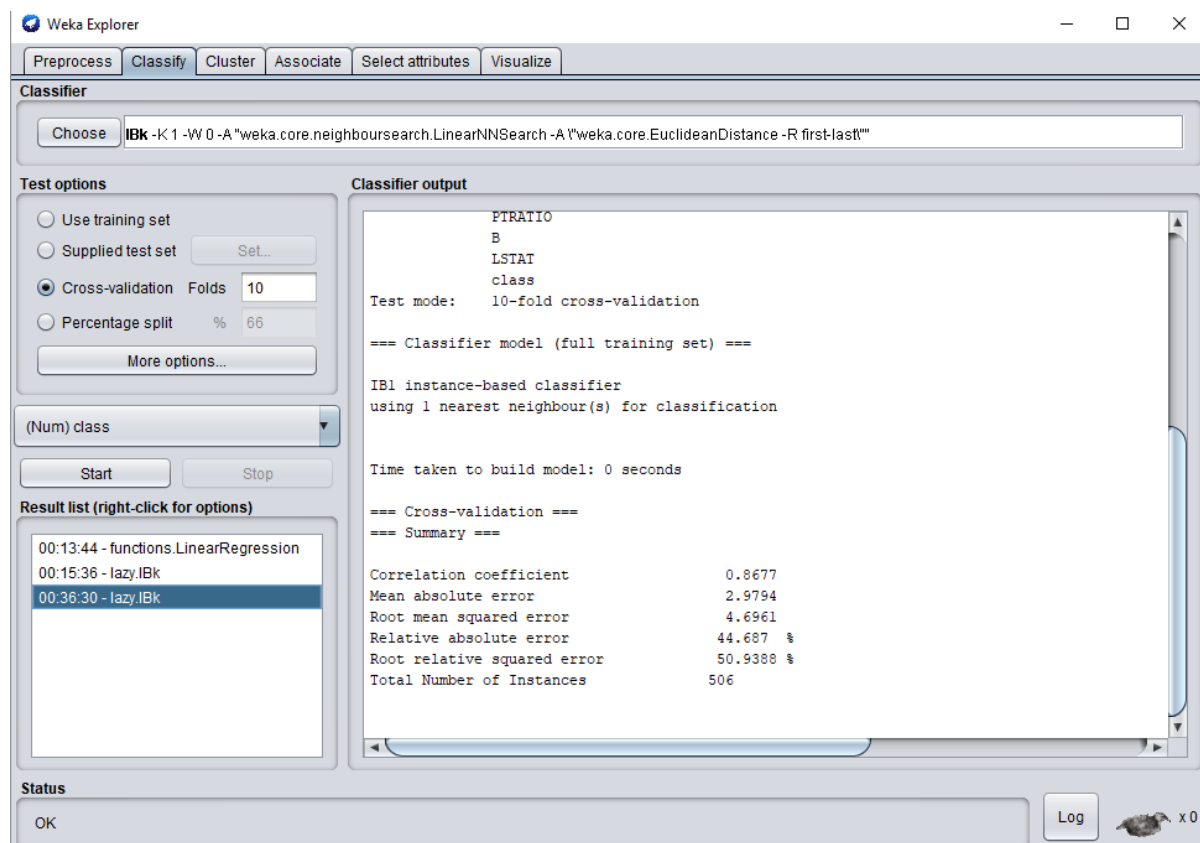 Weka Explorer
Preprocess Classify Cluster Associate Select attributes Visualize
Classifier
Choose IBk -K 1 -W 0 -A "weka.core.neighboursearch.LinearNNSearch -A \"weka.core.EuclideanDistance -R first-last\""
Test options
Use training set
Supplied test set Set...
Cross-validation Folds 10
Percentage split % 66
More options...
(Num) class
Start Stop
Result list (right-click for options)
00:13:44 - functions.LinearRegression
00:15:36 - lazy.IBk
00:36:30 - lazy.IBk
Classifier output
PTRATIO
B
LSTAT
class
Test mode: 10-fold cross-validation
=== Classifier model (full training set) ===
IB1 instance-based classifier
using 1 nearest neighbour(s) for classification
Time taken to build model: 0 seconds
=== Cross-validation ===
=== Summary ===
Correlation coefficient 0.8677
Mean absolute error 2.9794
Root mean squared error 4.6961
Relative absolute error 44.687 %
Root relative squared error 50.9388 %
Total Number of Instances 506
Status
OK
Log x 0